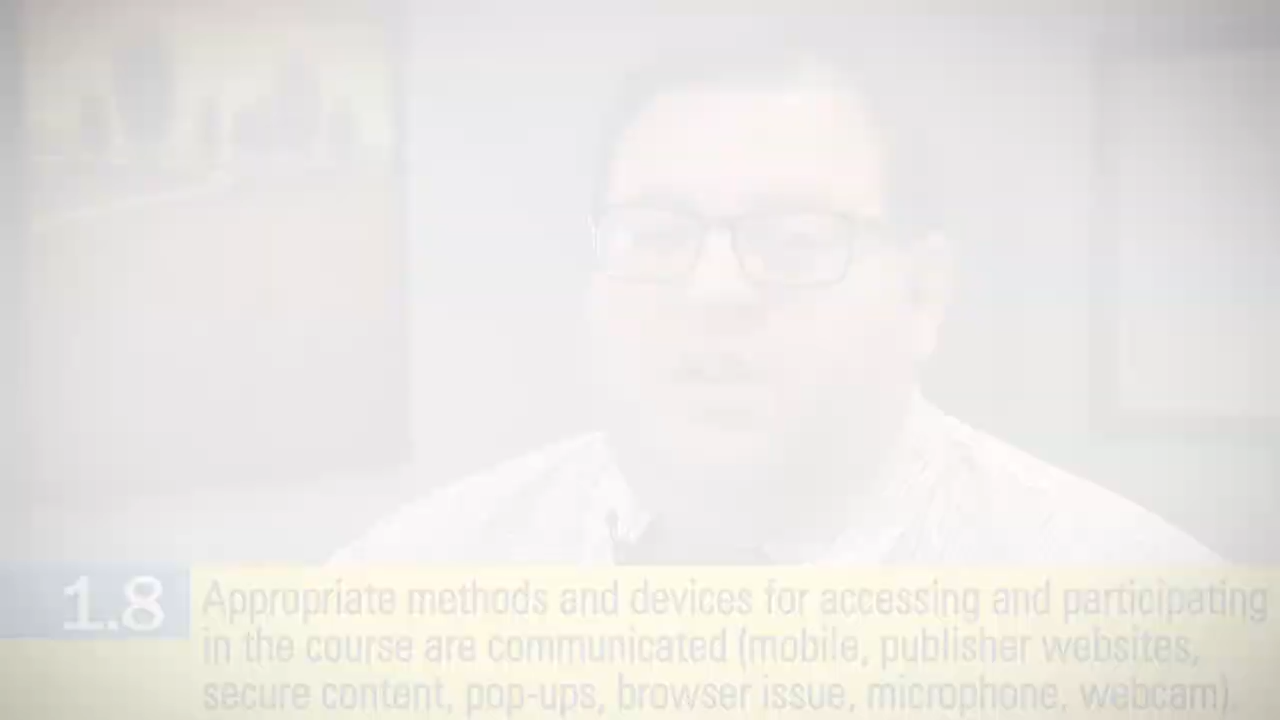 1.8
Appropriate methods and devices for accessing and participating
in the course are communicated (mobile, publisher websites,
secure content, pop-ups, browser issue, microphone, webcam)